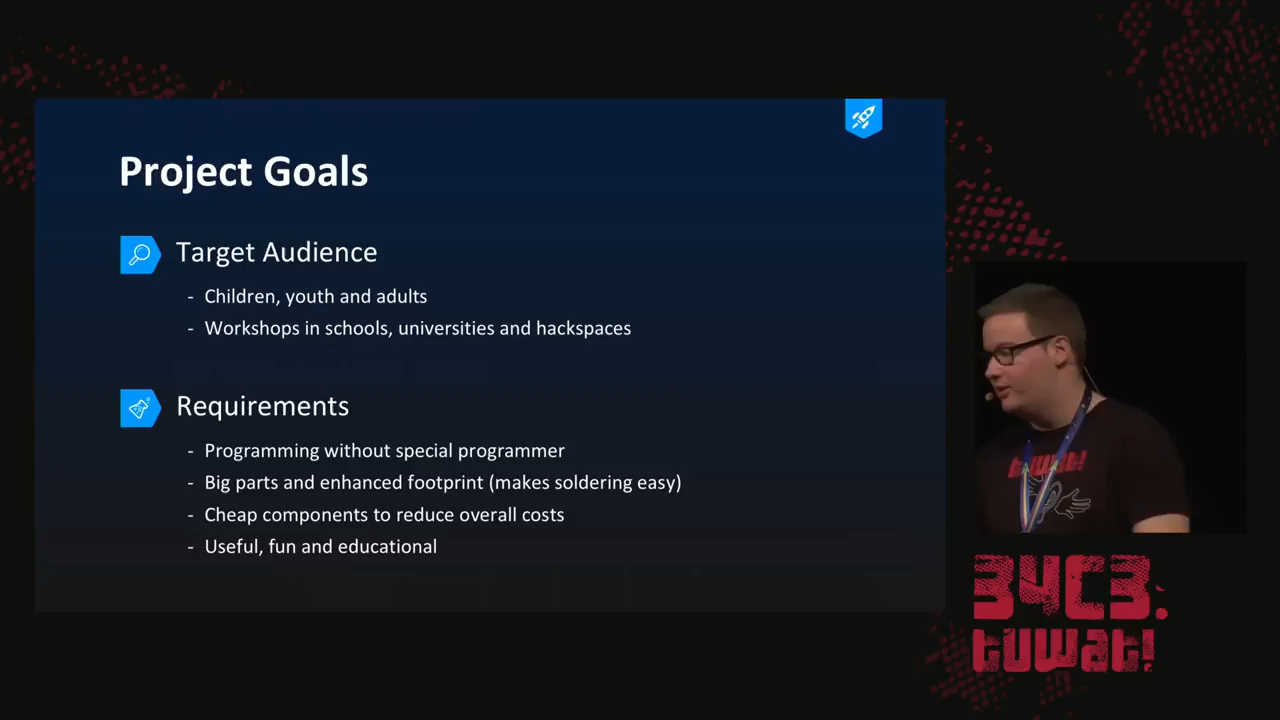 Project Goals
Target Audience
- Children, youth and adults
- Workshops in schools, universities and hackspaces
Requirements
- Programming without special programmer
- Big parts and enhanced footprint (makes soldering easy)
- Cheap components to reduce overall costs
- Useful, fun and educational
tuwat!
34C3.
tuwat!